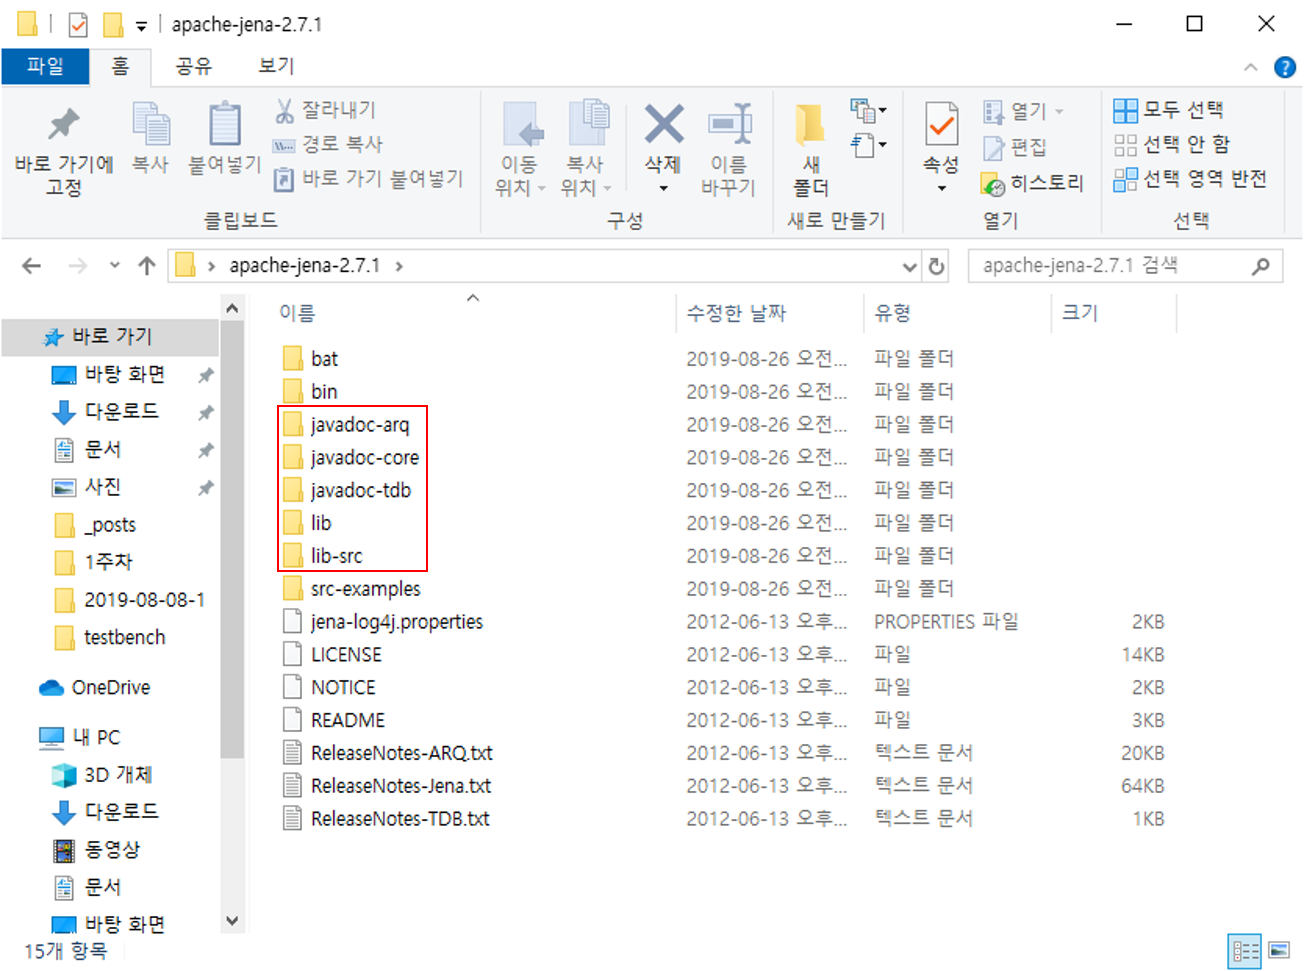 apache-jena-2.7.1
파일 홈 공유 보기
바로 가기에 고정
복사
붙여넣기
잘라내기
경로 복사
바로 가기 붙여넣기
클립보드
이동 위치
복사 위치
삭제
이름 바꾸기
구성
새 폴더
새로 만들기
속성
열기
편집
히스토리
열기
모두 선택
선택 안 함
선택 영역 반전
선택
apache-jena-2.7.1
apache-jena-2.7.1 검색
바로 가기
바탕 화면
다운로드
문서
사진
_posts
1주차
2019-08-08-1
testbench
OneDrive
내 PC
3D 개체
다운로드
동영상
문서
바탕 화면
이름 수정한 날짜 유형 크기
bat 2019-08-26 오전... 파일 폴더
bin 2019-08-26 오전... 파일 폴더
javadoc-arq 2019-08-26 오전... 파일 폴더
javadoc-core 2019-08-26 오전... 파일 폴더
javadoc-tdb 2019-08-26 오전... 파일 폴더
lib 2019-08-26 오전... 파일 폴더
lib-src 2019-08-26 오전... 파일 폴더
src-examples 2019-08-26 오전... 파일 폴더
jena-log4j.properties 2012-06-13 오후... PROPERTIES 파일 2KB
LICENSE 2012-06-13 오후... 파일 14KB
NOTICE 2012-06-13 오후... 파일 2KB
README 2012-06-13 오후... 파일 3KB
ReleaseNotes-ARQ.txt 2012-06-13 오후... 텍스트 문서 20KB
ReleaseNotes-Jena.txt 2012-06-13 오후... 텍스트 문서 64KB
ReleaseNotes-TDB.txt 2012-06-13 오후... 텍스트 문서 1KB
15개 항목